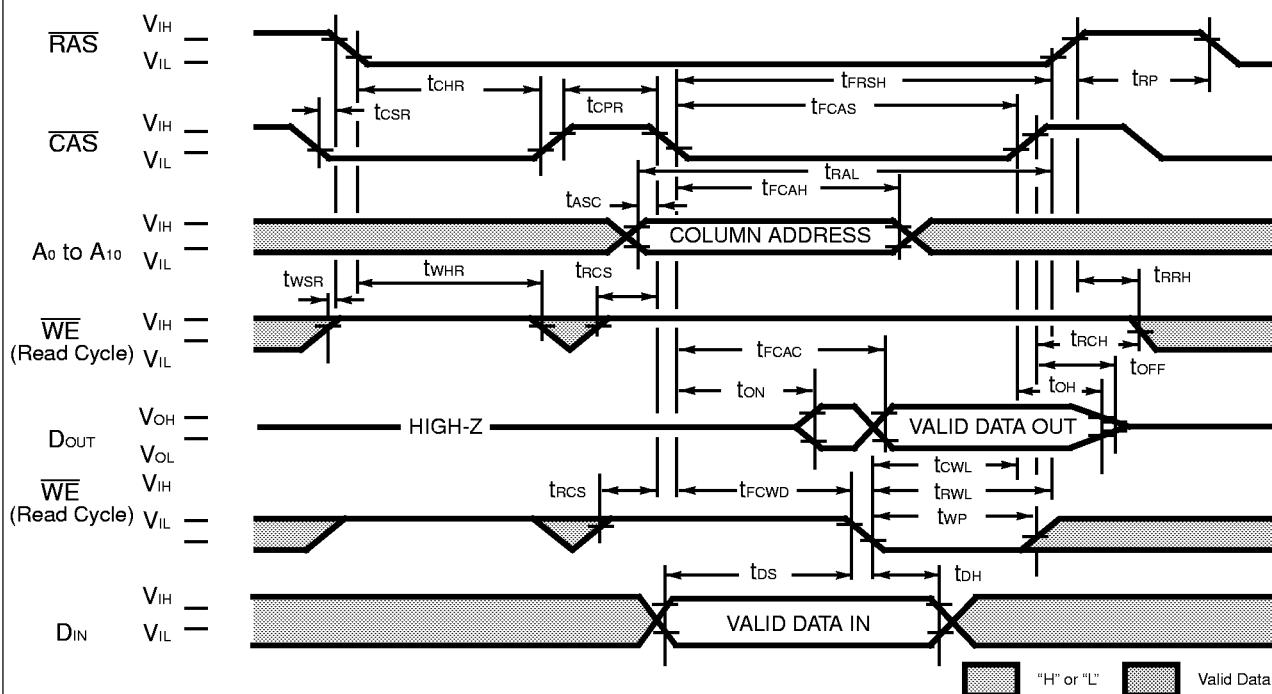 RAS
VIH
VIL
tCHR
tCPR
tFRSH
tRP
tCSR
tFCAS
CAS
VIH
VIL
tRAL
tFCAH
tASC
A0 to A10
VIH
VIL
COLUMN ADDRESS
tWSR
tWHR
tRCS
tRRH
WE
(Read Cycle)
VIH
VIL
tRCH
tFCAC
tOFF
tON
tOH
DOUT
VOH
VOL
HIGH-Z
VALID DATA OUT
tCWL
WE
(Read Cycle)
VIH
VIL
tRCS
tFCWD
tRWL
tWP
tDS
tDH
DIN
VIH
VIL
VALID DATA IN
"H" or "L"
Valid Data